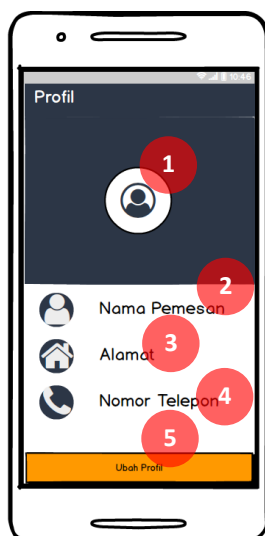 10:46
Profil
1
2
Nama Pemesan
3
Alamat
4
Nomor Telepon
5
Ubah Profil